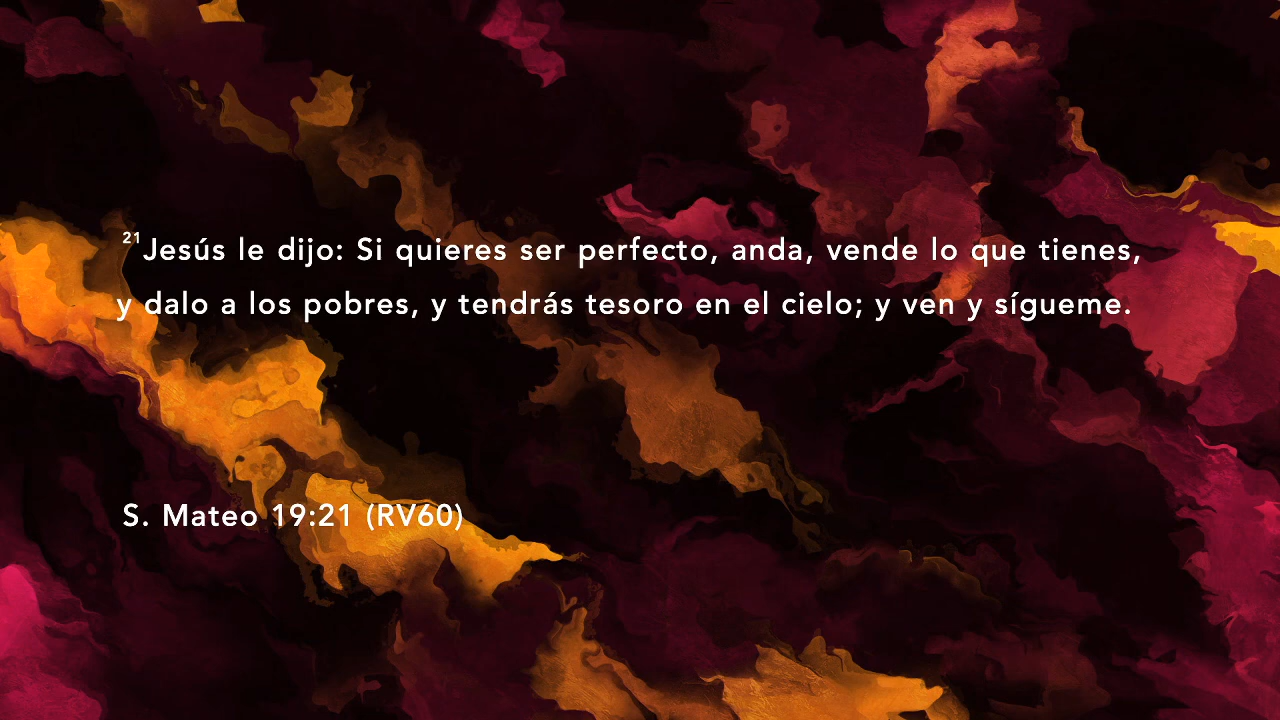 21Jesús le dijo: Si quieres ser perfecto, anda, vende lo que tienes,
y dalo a los pobres, y tendrás tesoro en el cielo; y ven y sígueme.
S. Mateo 19:21 (RV60)